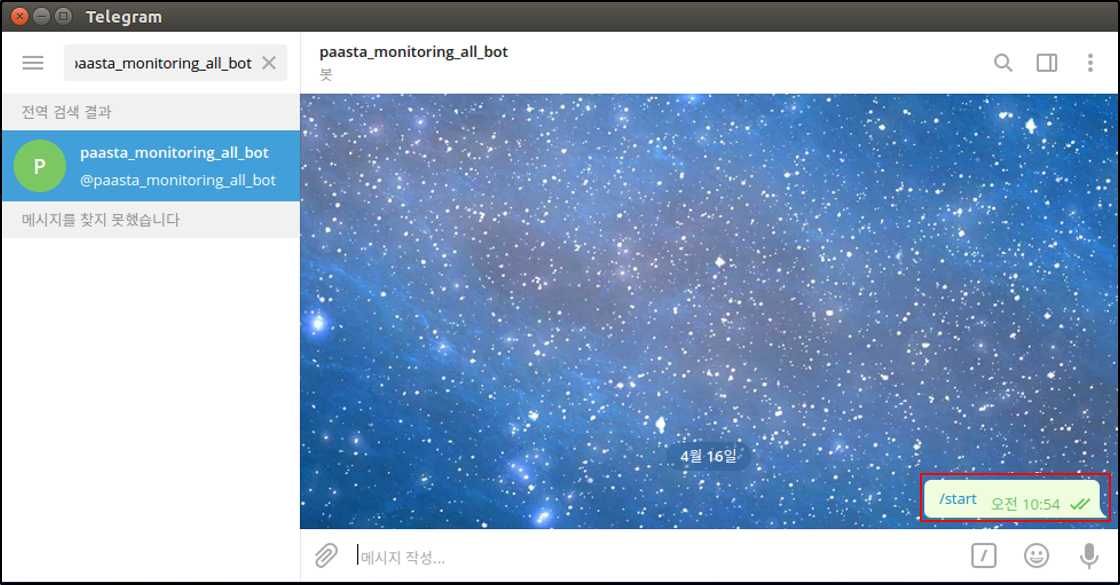 Telegram
paasta_monitoring_all_bot
전역 검색 결과
P
paasta_monitoring_all_bot
@paasta_monitoring_all_bot
메시지를 찾지 못했습니다
paasta_monitoring_all_bot
봇
4월 16일
/start 오전 10:54
메시지 작성...